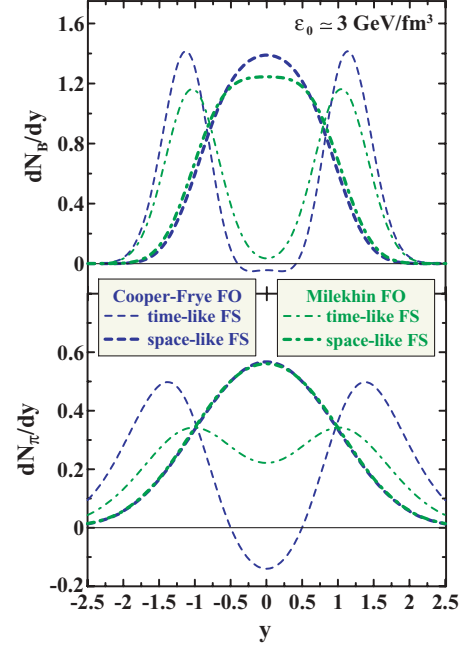 ε₀ ≃ 3 GeV/fm³
1.6
1.2
0.8
0.4
0
dN_B/dy
Cooper-Frye FO
time-like FS
space-like FS
Milekhin FO
time-like FS
space-like FS
0.6
0.4
0.2
0
-0.2
dN_π/dy
-2.5 -2 -1.5 -1 -0.5 0 0.5 1 1.5 2 2.5
y